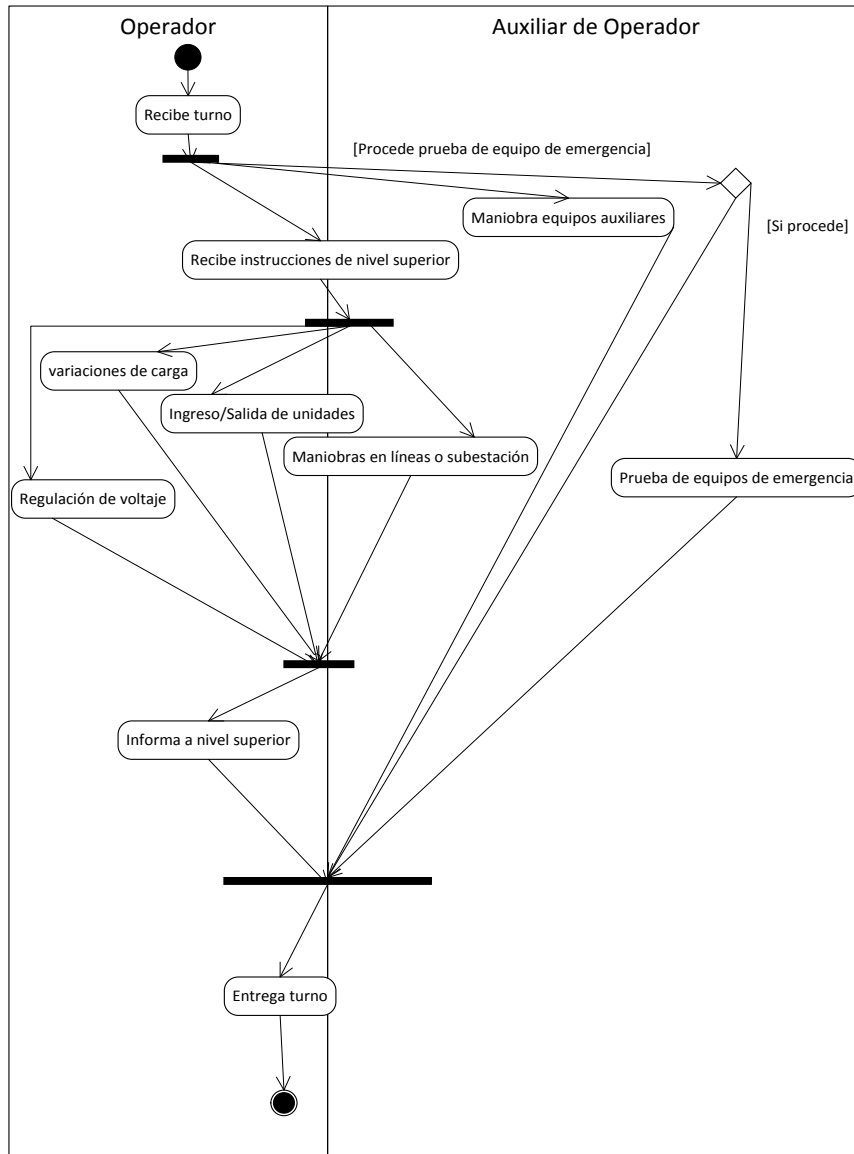 Operador
Auxiliar de Operador
Recibe turno
[Procede prueba de equipo de emergencia]
Maniobra equipos auxiliares
[Si procede]
Recibe instrucciones de nivel superior
variaciones de carga
Ingreso/Salida de unidades
Maniobras en líneas o subestación
Regulación de voltaje
Prueba de equipos de emergencia
Informa a nivel superior
Entrega turno